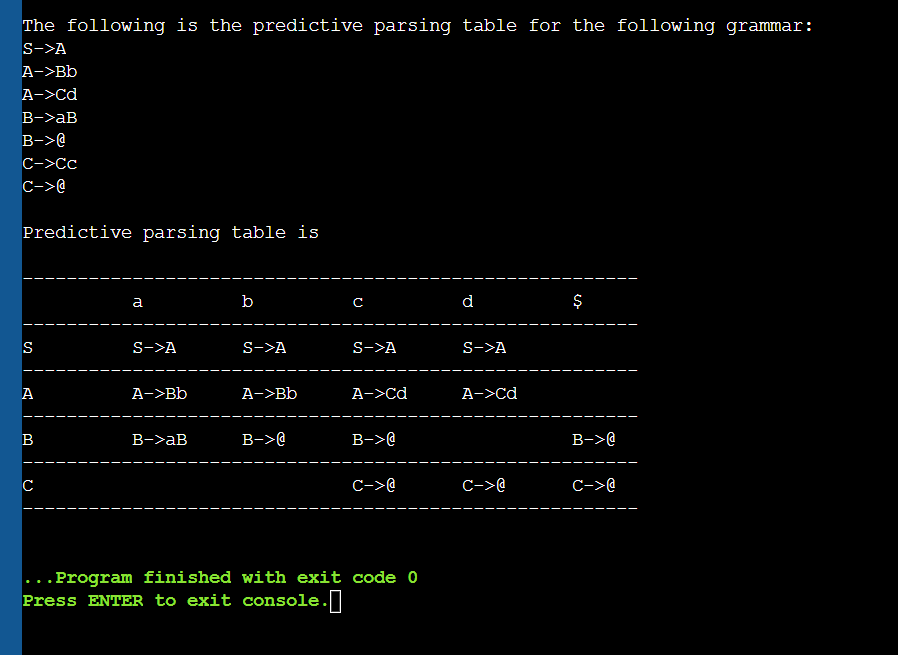 The following is the predictive parsing table for the following grammar:
S->A
A->Bb
A->Cd
B->aB
B->@
C->Cc
C->@
Predictive parsing table is
--------------------------------------------------------
a b c d $
--------------------------------------------------------
S S->A S->A S->A S->A
--------------------------------------------------------
A A->Bb A->Bb A->Cd A->Cd
--------------------------------------------------------
B B->aB B->@ B->@ B->@
--------------------------------------------------------
C C->@ C->@ C->@
--------------------------------------------------------
...Program finished with exit code 0
Press ENTER to exit console.